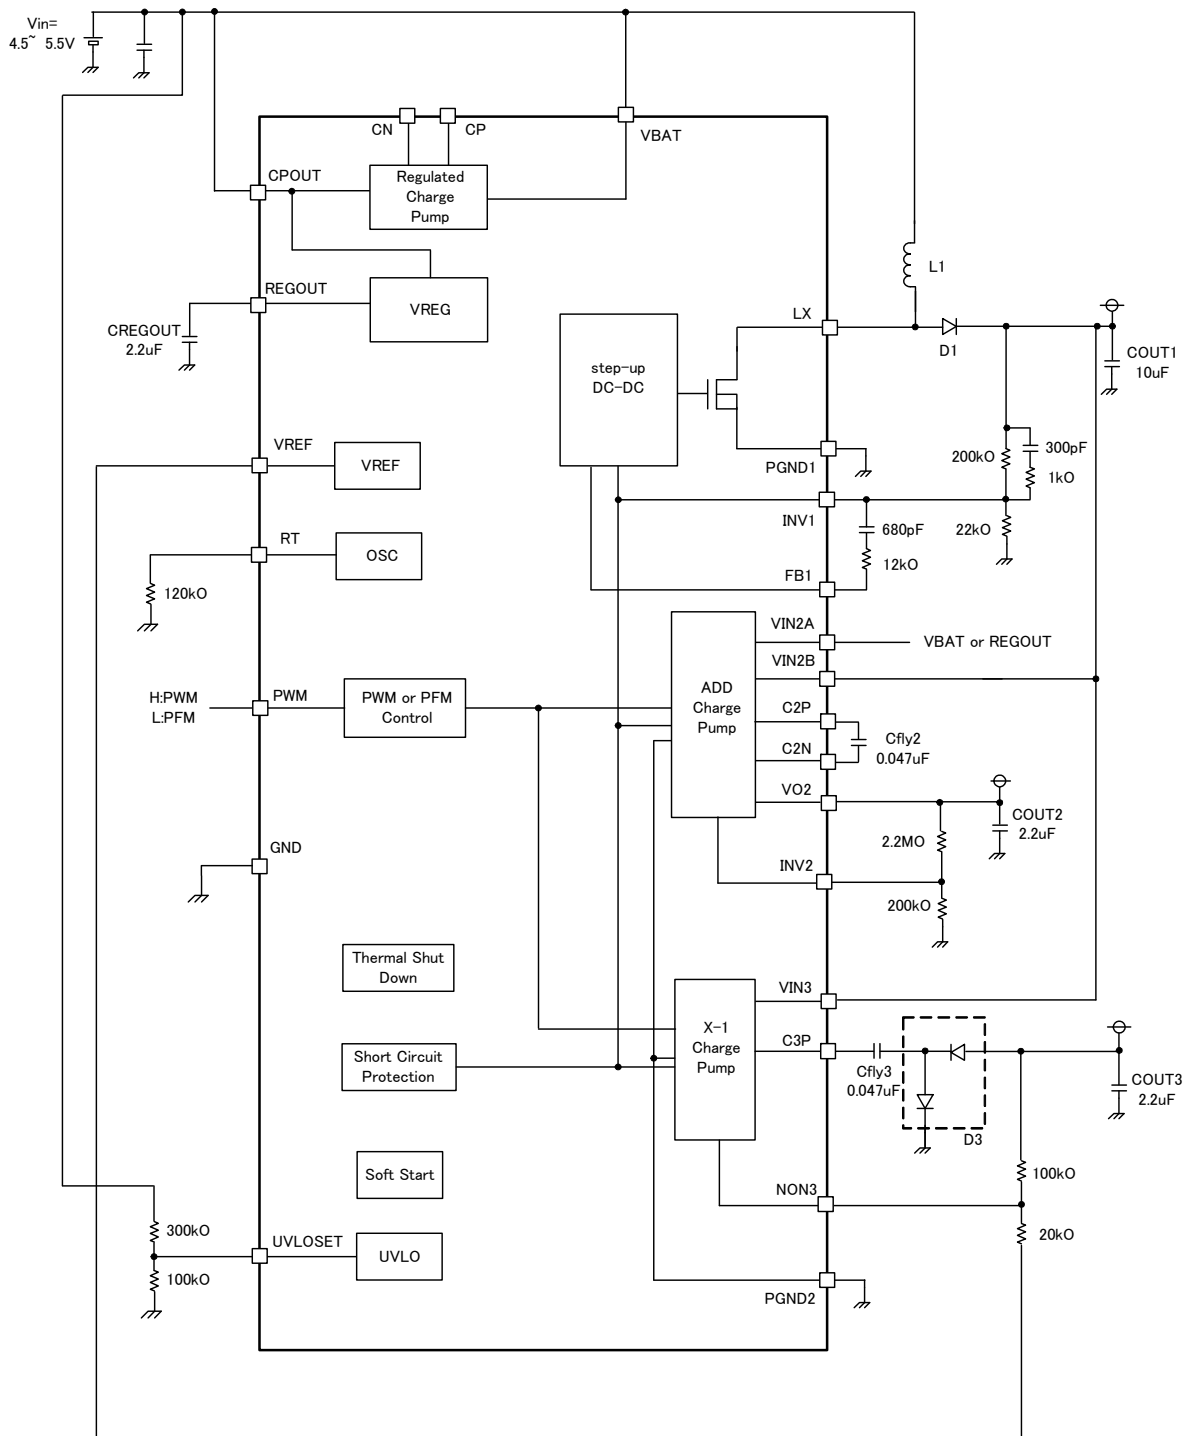 Vin=
4.5~ 5.5V
CN
CP
VBAT
CPOUT
Regulated
Charge
Pump
REGOUT
VREG
CREGOUT
2.2uF
L1
LX
D1
COUT1
10uF
step-up
DC-DC
VREF
VREF
PGND1
200kO
300pF
1kO
INV1
22kO
680pF
12kO
FB1
RT
OSC
120kO
VIN2A
VBAT or REGOUT
VIN2B
ADD
Charge
Pump
H:PWM
L:PFM
PWM
PWM or PFM
Control
C2P
C2N
Cfly2
0.047uF
VO2
COUT2
2.2uF
2.2MO
INV2
200kO
GND
Thermal Shut
Down
VIN3
X-1
Charge
Pump
C3P
Short Circuit
Protection
Cfly3
0.047uF
D3
COUT3
2.2uF
Soft Start
100kO
NON3
20kO
300kO
UVLOSET
UVLO
100kO
PGND2